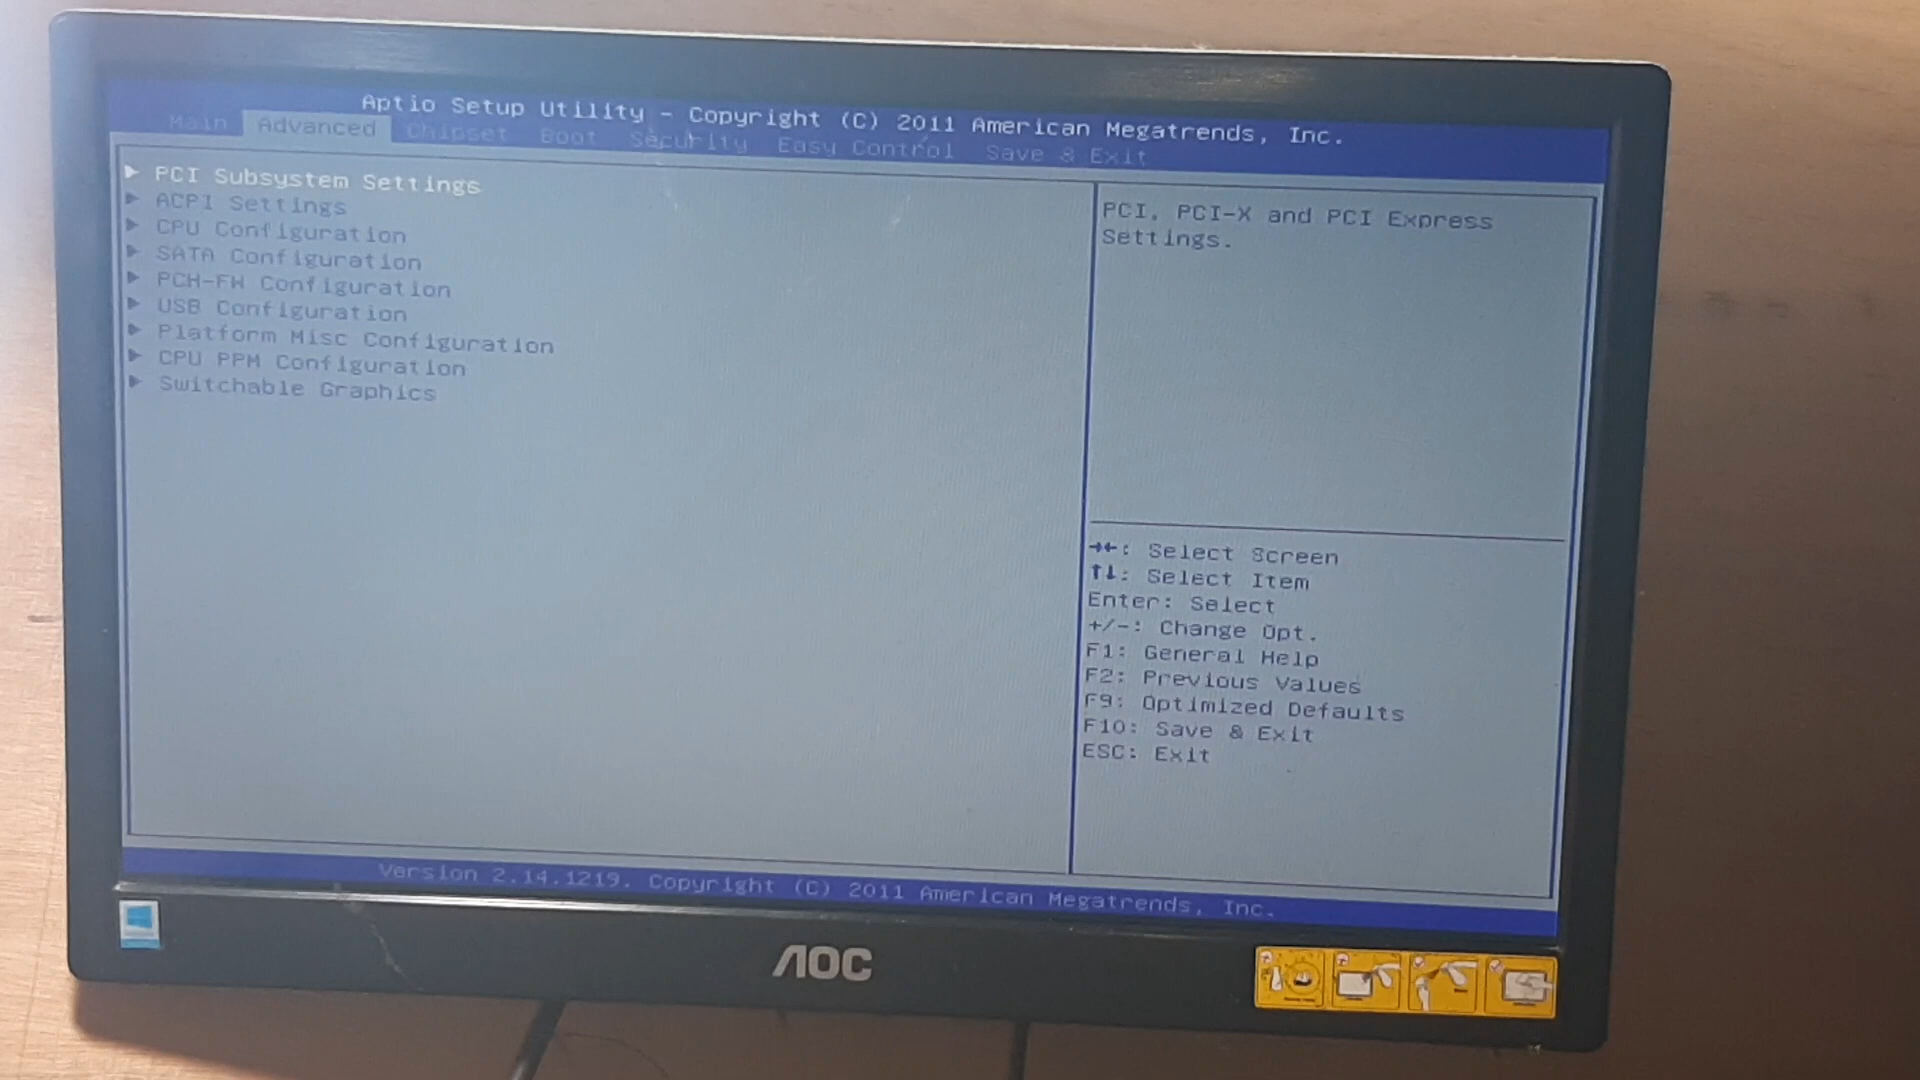 Aptio Setup Utility - Copyright (C) 2011 American Megatrends, Inc.
Main Advanced Chipset Boot Security Easy Control Save & Exit
PCI Subsystem Settings
ACPI Settings
CPU Configuration
SATA Configuration
PCH-FW Configuration
USB Configuration
Platform Misc Configuration
CPU PPM Configuration
Switchable Graphics
PCI, PCI-X and PCI Express
Settings.
→←: Select Screen
↑↓: Select Item
Enter: Select
+/-: Change Opt.
F1: General Help
F2: Previous Values
F9: Optimized Defaults
F10: Save & Exit
ESC: Exit
Version 2.14.1219. Copyright (C) 2011 American Megatrends, Inc.
AOC